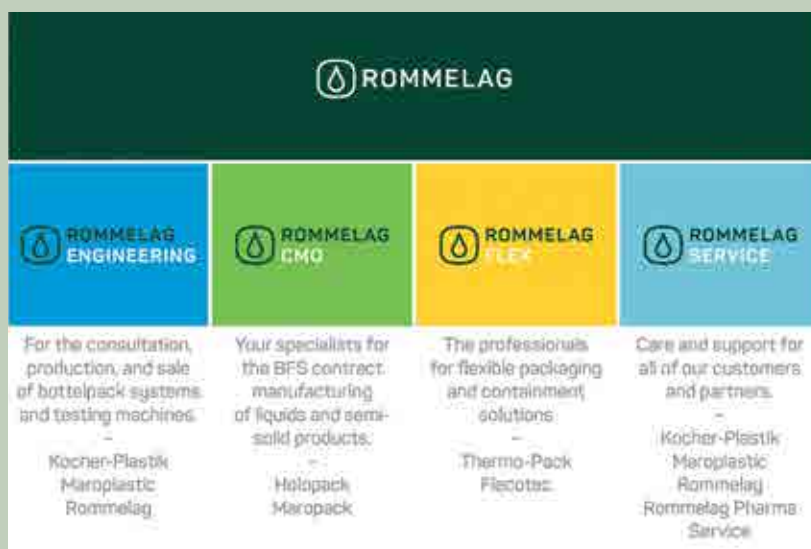 ROMMELAG
ROMMELAG
ENGINEERING
For the consultation,
production, and sale
of bottelpack systems
and testing machines.
–
Kocher-Plastik
Maroplastic
Rommelag
ROMMELAG
CMO
Your specialists for
the BFS contract
manufacturing
of liquids and semi-
solid products.
–
Holopack
Maropack
ROMMELAG
FLEX
The professionals
for flexible packaging
and containment
solutions
–
Thermo-Pack
Flecotec
ROMMELAG
SERVICE
Care and support for
all of our customers
and partners.
–
Kocher-Plastik
Maroplastic
Rommelag
Rommelag Pharma
Service